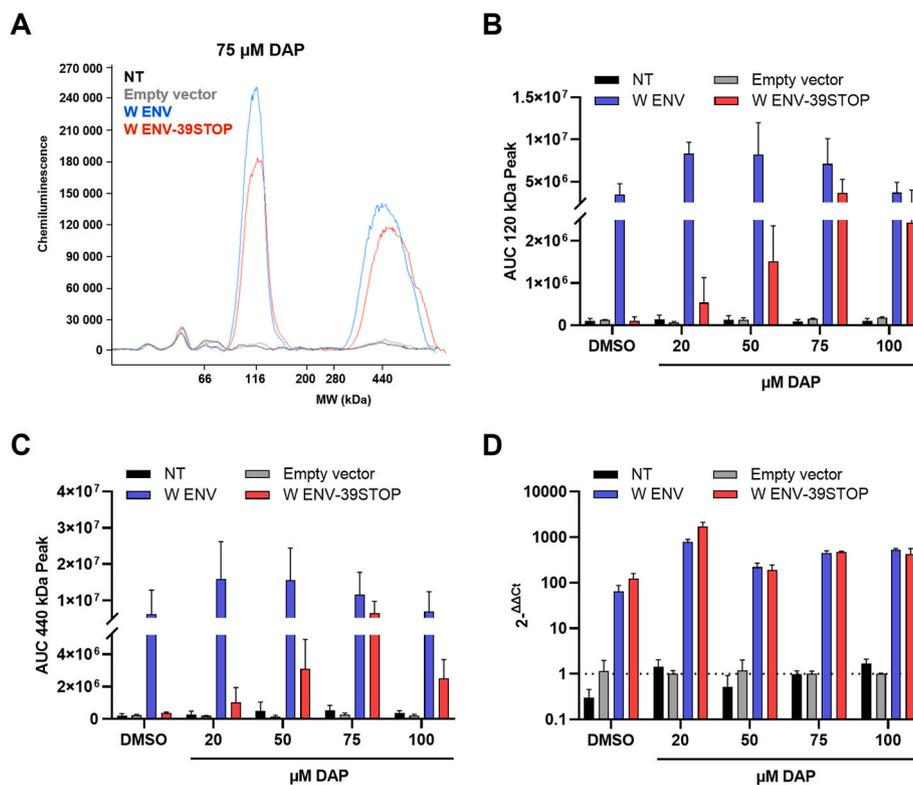 A
75 µM DAP
270 000
240 000
210 000
180 000
150 000
120 000
90 000
60 000
30 000
0
Chemiluminescence
NT
Empty vector
W ENV
W ENV-39STOP
66 116 200 280 440
MW (kDa)
B
NT Empty vector
W ENV W ENV-39STOP
1.5×10⁷
1×10⁷
5×10⁶
2×10⁶
1×10⁶
0
AUC 120 kDa Peak
DMSO 20 50 75 100
µM DAP
C
NT Empty vector
W ENV W ENV-39STOP
4×10⁷
3×10⁷
2×10⁷
1×10⁷
4×10⁶
2×10⁶
0
AUC 440 kDa Peak
DMSO 20 50 75 100
µM DAP
D
NT Empty vector
W ENV W ENV-39STOP
10000
1000
100
10
1
0.1
2-ΔΔCt
DMSO 20 50 75 100
µM DAP